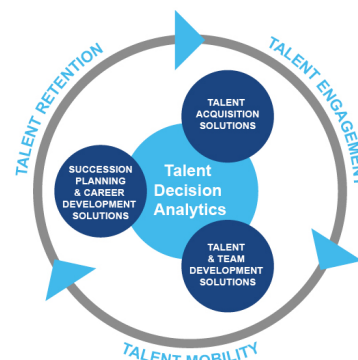 TALENT RETENTION
TALENT ENGAGEMENT
TALENT
ACQUISITION
SOLUTIONS
SUCCESSION
PLANNING
& CAREER
DEVELOPMENT
SOLUTIONS
Talent
Decision
Analytics
TALENT
& TEAM
DEVELOPMENT
SOLUTIONS
TALENT MOBILITY